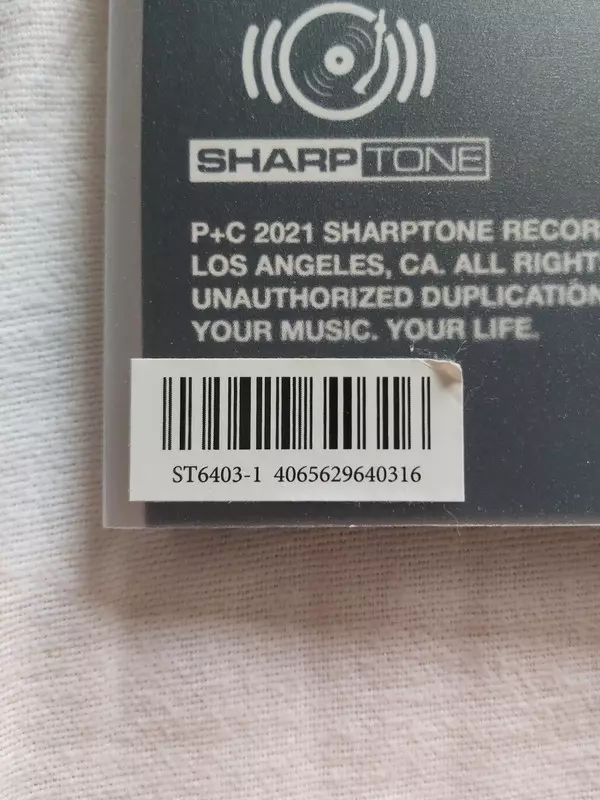 SHARPTONE
P+C 2021 SHARPTONE RECOR
LOS ANGELES, CA. ALL RIGHT
UNAUTHORIZED DUPLICATION
YOUR MUSIC. YOUR LIFE.
ST6403-1 4065629640316